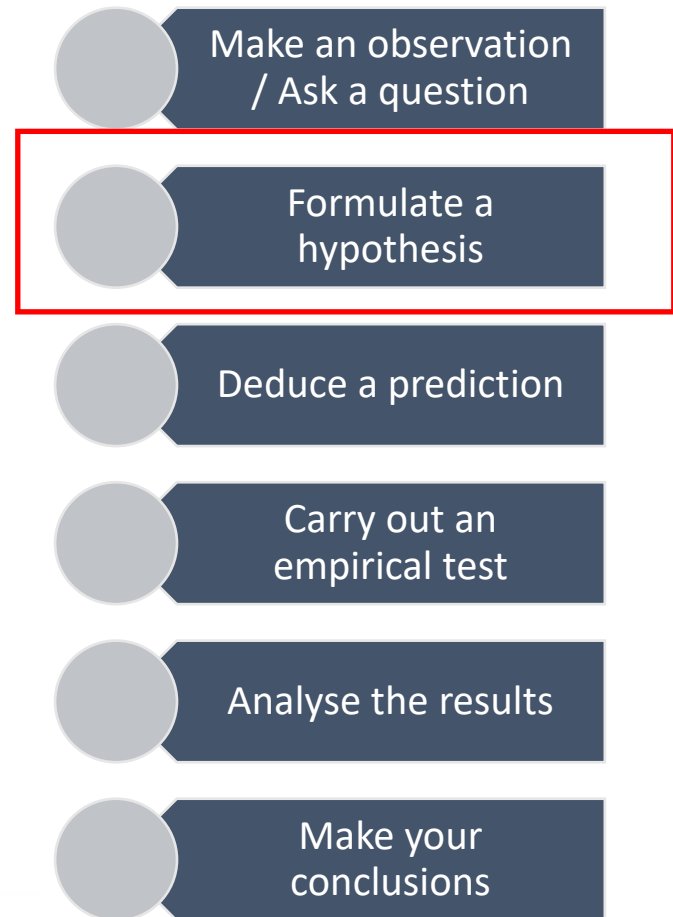 Make an observation
/ Ask a question
Formulate a
hypothesis
Deduce a prediction
Carry out an
empirical test
Analyse the results
Make your
conclusions